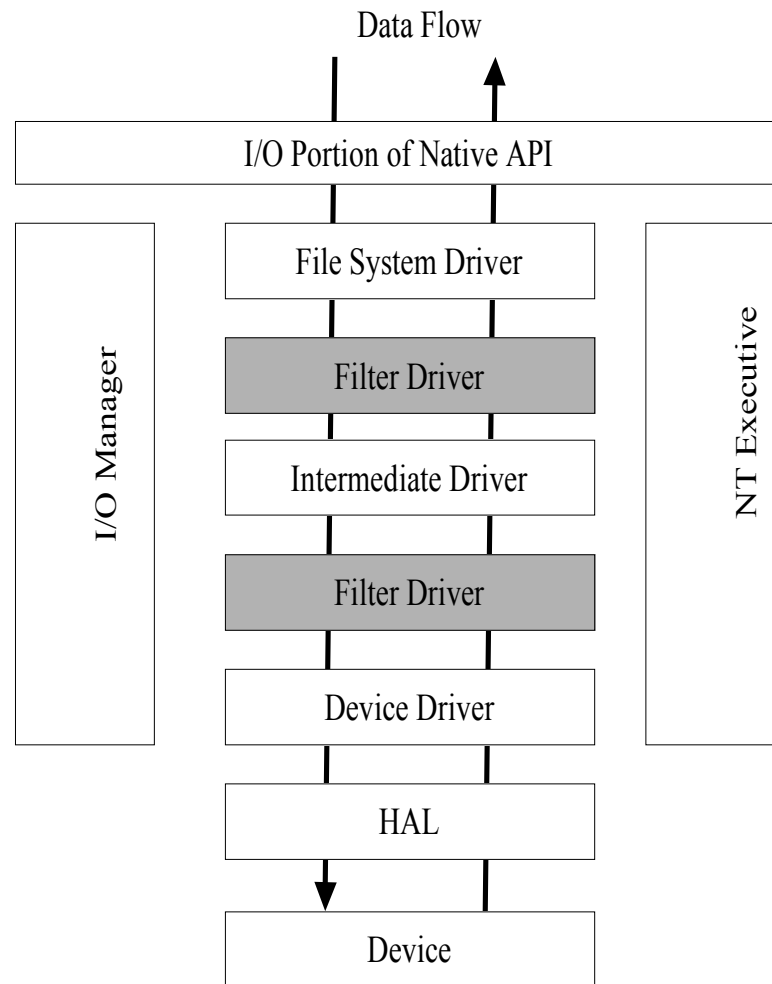 Data Flow
I/O Portion of Native API
I/O Manager
File System Driver
Filter Driver
Intermediate Driver
Filter Driver
Device Driver
HAL
Device
NT Executive